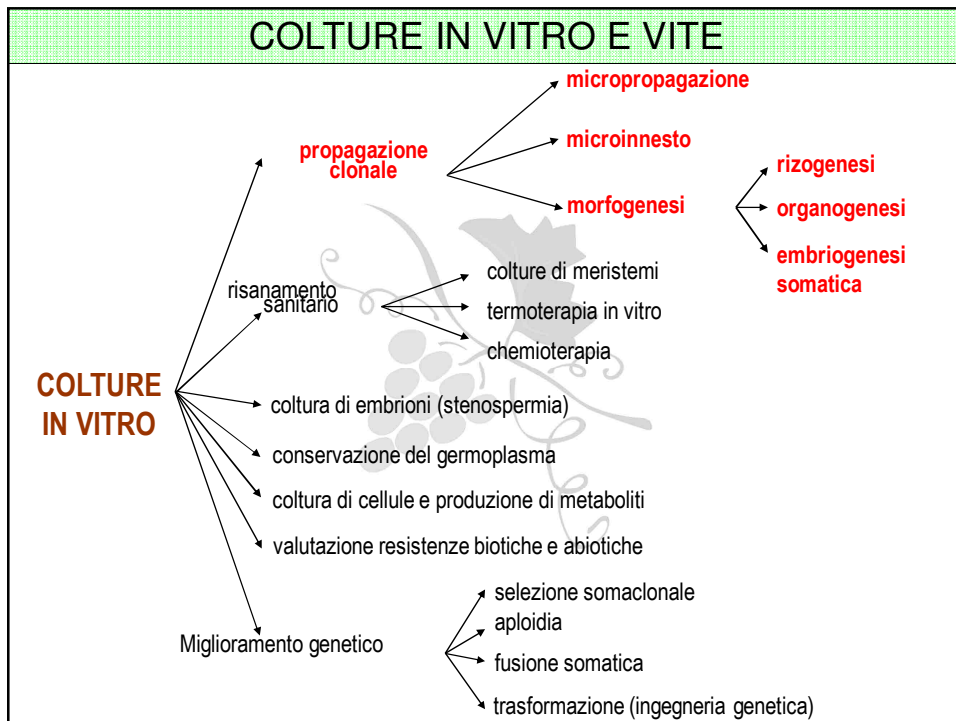 COLTURE IN VITRO E VITE
micropropagazione
propagazione
clonale
microinnesto
morfogenesi
rizogenesi
organogenesi
embriogenesi
somatica
risanamento
sanitario
colture di meristemi
termoterapia in vitro
chemioterapia
COLTURE
IN VITRO
coltura di embrioni (stenospermia)
conservazione del germoplasma
coltura di cellule e produzione di metaboliti
valutazione resistenze biotiche e abiotiche
Miglioramento genetico
selezione somaclonale
aploidia
fusione somatica
trasformazione (ingegneria genetica)